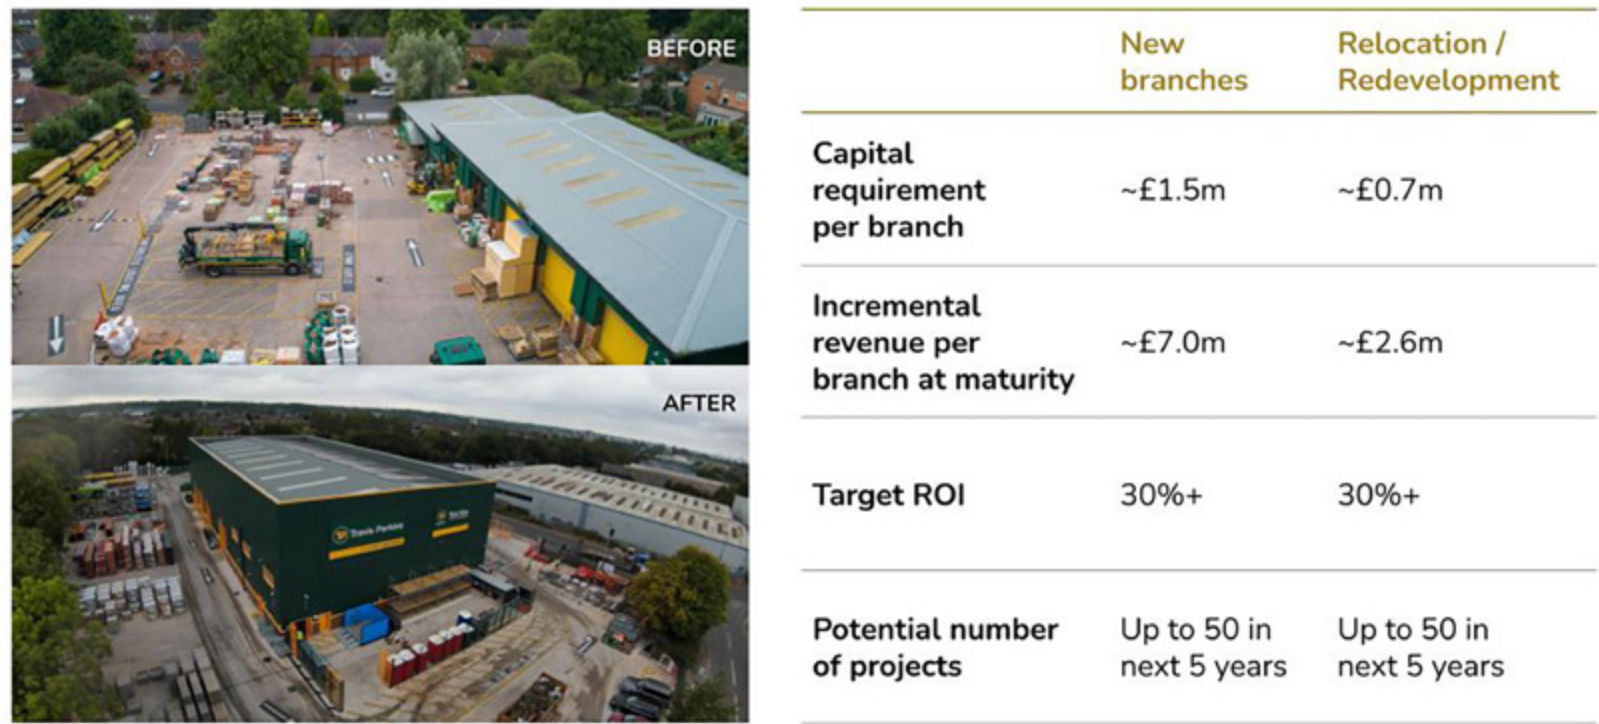 BEFORE
AFTER
Travis Perkins
New
branches
Relocation /
Redevelopment
Capital
requirement
per branch
~£1.5m
~£0.7m
Incremental
revenue per
branch at maturity
~£7.0m
~£2.6m
Target ROI
30%+
30%+
Potential number
of projects
Up to 50 in
next 5 years
Up to 50 in
next 5 years